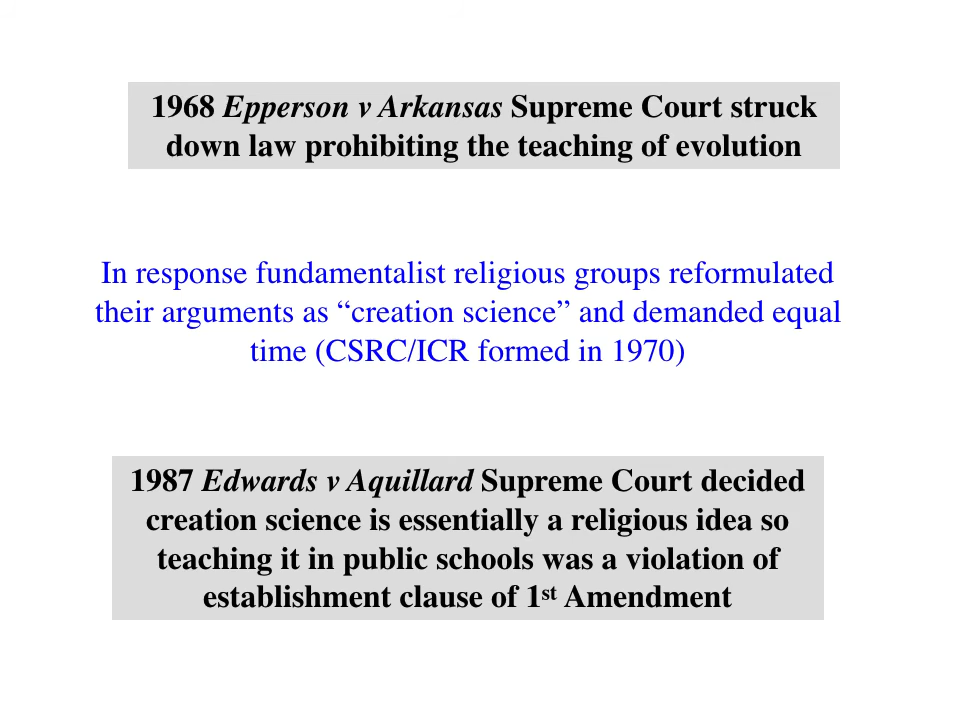 1968 Epperson v Arkansas Supreme Court struck
down law prohibiting the teaching of evolution
In response fundamentalist religious groups reformulated
their arguments as “creation science” and demanded equal
time (CSRC/ICR formed in 1970)
1987 Edwards v Aquillard Supreme Court decided
creation science is essentially a religious idea so
teaching it in public schools was a violation of
establishment clause of 1st Amendment